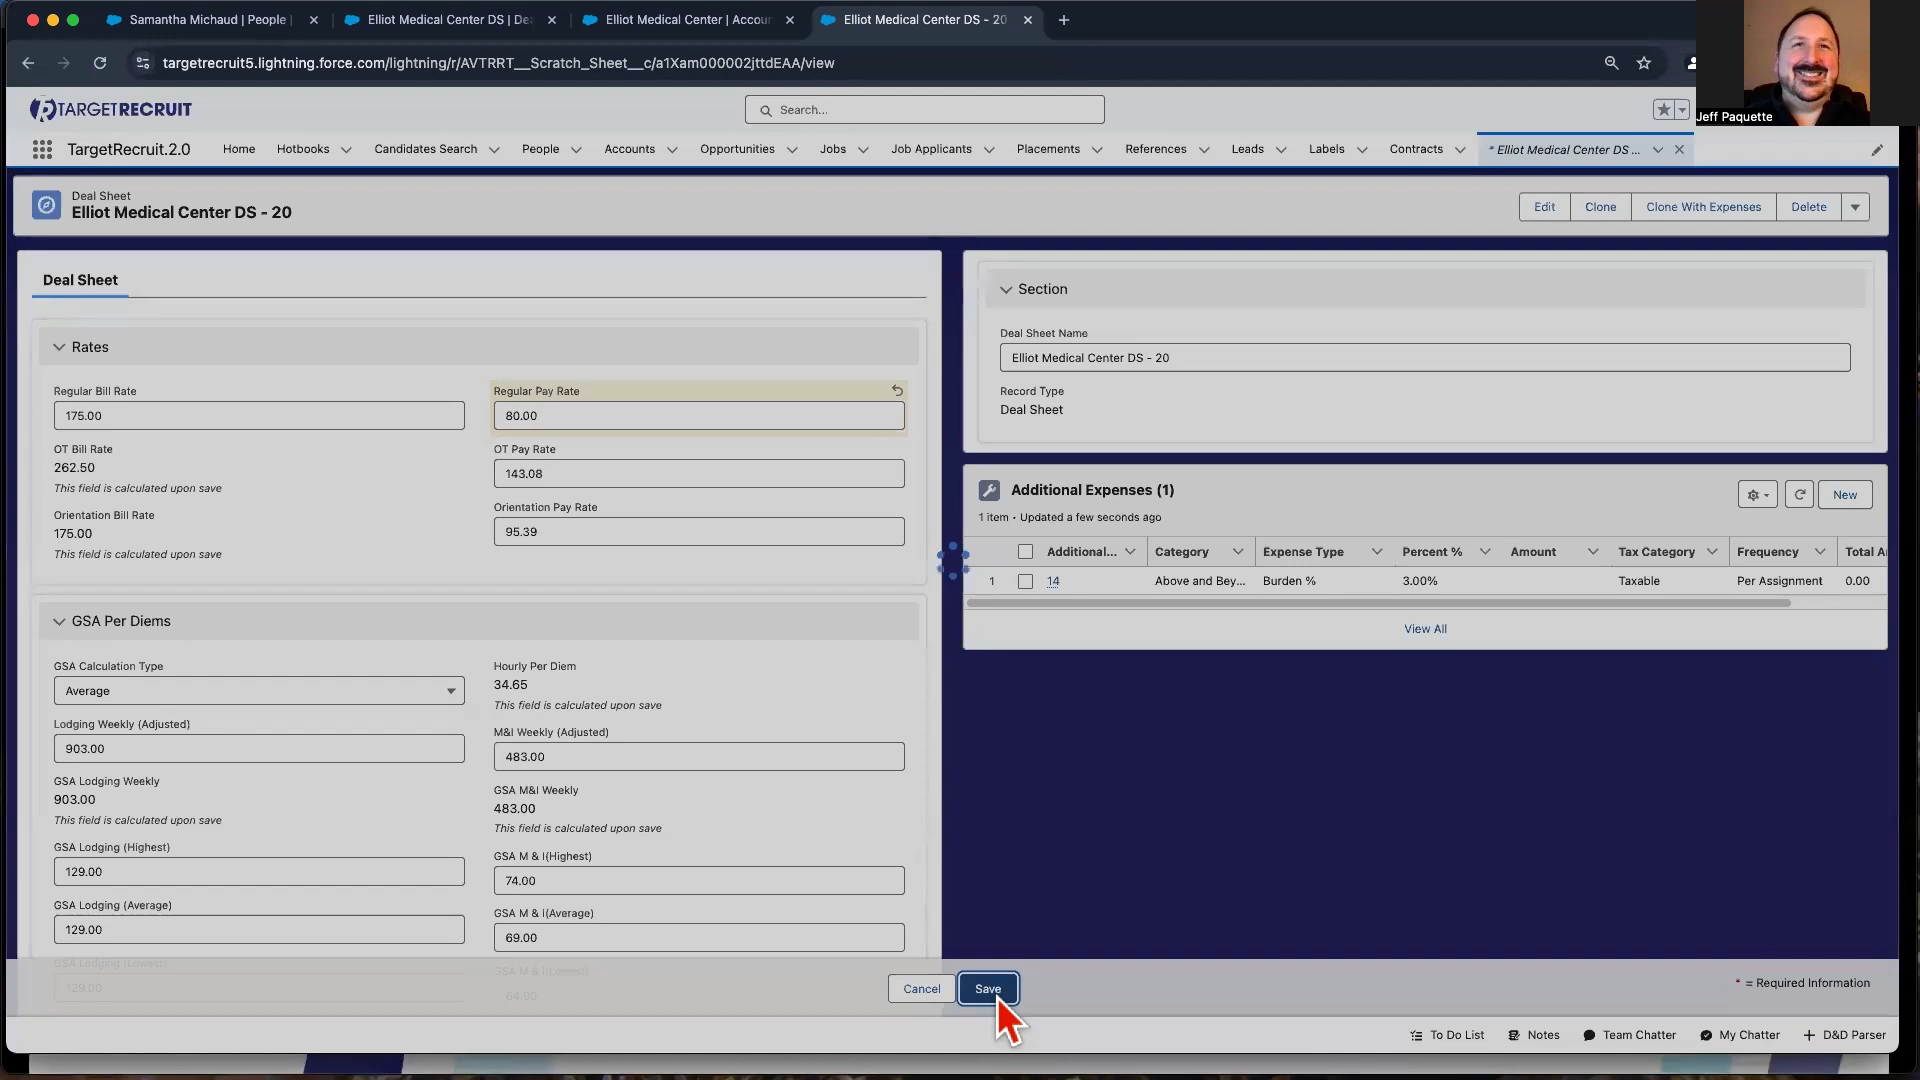 Samantha Michaud | People |
Elliot Medical Center DS | De
Elliot Medical Center | Accou
Elliot Medical Center DS - 20
targetrecruit5.lightning.force.com/lightning/r/AVTRRT__Scratch_Sheet__c/a1Xam000002jttdEAA/view
Jeff Paquette
TARGETRECRUIT
Search...
TargetRecruit.2.0
Home
Hotbooks
Candidates Search
People
Accounts
Opportunities
Jobs
Job Applicants
Placements
References
Leads
Labels
Contracts
* Elliot Medical Center DS ...
Deal Sheet
Elliot Medical Center DS - 20
Edit
Clone
Clone With Expenses
Delete
Deal Sheet
Rates
Regular Bill Rate
175.00
Regular Pay Rate
80.00
OT Bill Rate
262.50
This field is calculated upon save
OT Pay Rate
143.08
Orientation Bill Rate
175.00
This field is calculated upon save
Orientation Pay Rate
95.39
GSA Per Diems
GSA Calculation Type
Average
Hourly Per Diem
34.65
This field is calculated upon save
Lodging Weekly (Adjusted)
903.00
M&I Weekly (Adjusted)
483.00
GSA Lodging Weekly
903.00
This field is calculated upon save
GSA M&I Weekly
483.00
This field is calculated upon save
GSA Lodging (Highest)
129.00
GSA M & I(Highest)
74.00
GSA Lodging (Average)
129.00
GSA M & I(Average)
69.00
GSA Lodging (Lowest)
129.00
GSA M & I(Lowest)
64.00
Section
Deal Sheet Name
Elliot Medical Center DS - 20
Record Type
Deal Sheet
Additional Expenses (1)
1 item • Updated a few seconds ago
New
Additional...
Category
Expense Type
Percent %
Amount
Tax Category
Frequency
Total A
1
14
Above and Bey...
Burden %
3.00%
Taxable
Per Assignment
0.00
View All
Cancel
Save
* = Required Information
To Do List
Notes
Team Chatter
My Chatter
D&D Parser